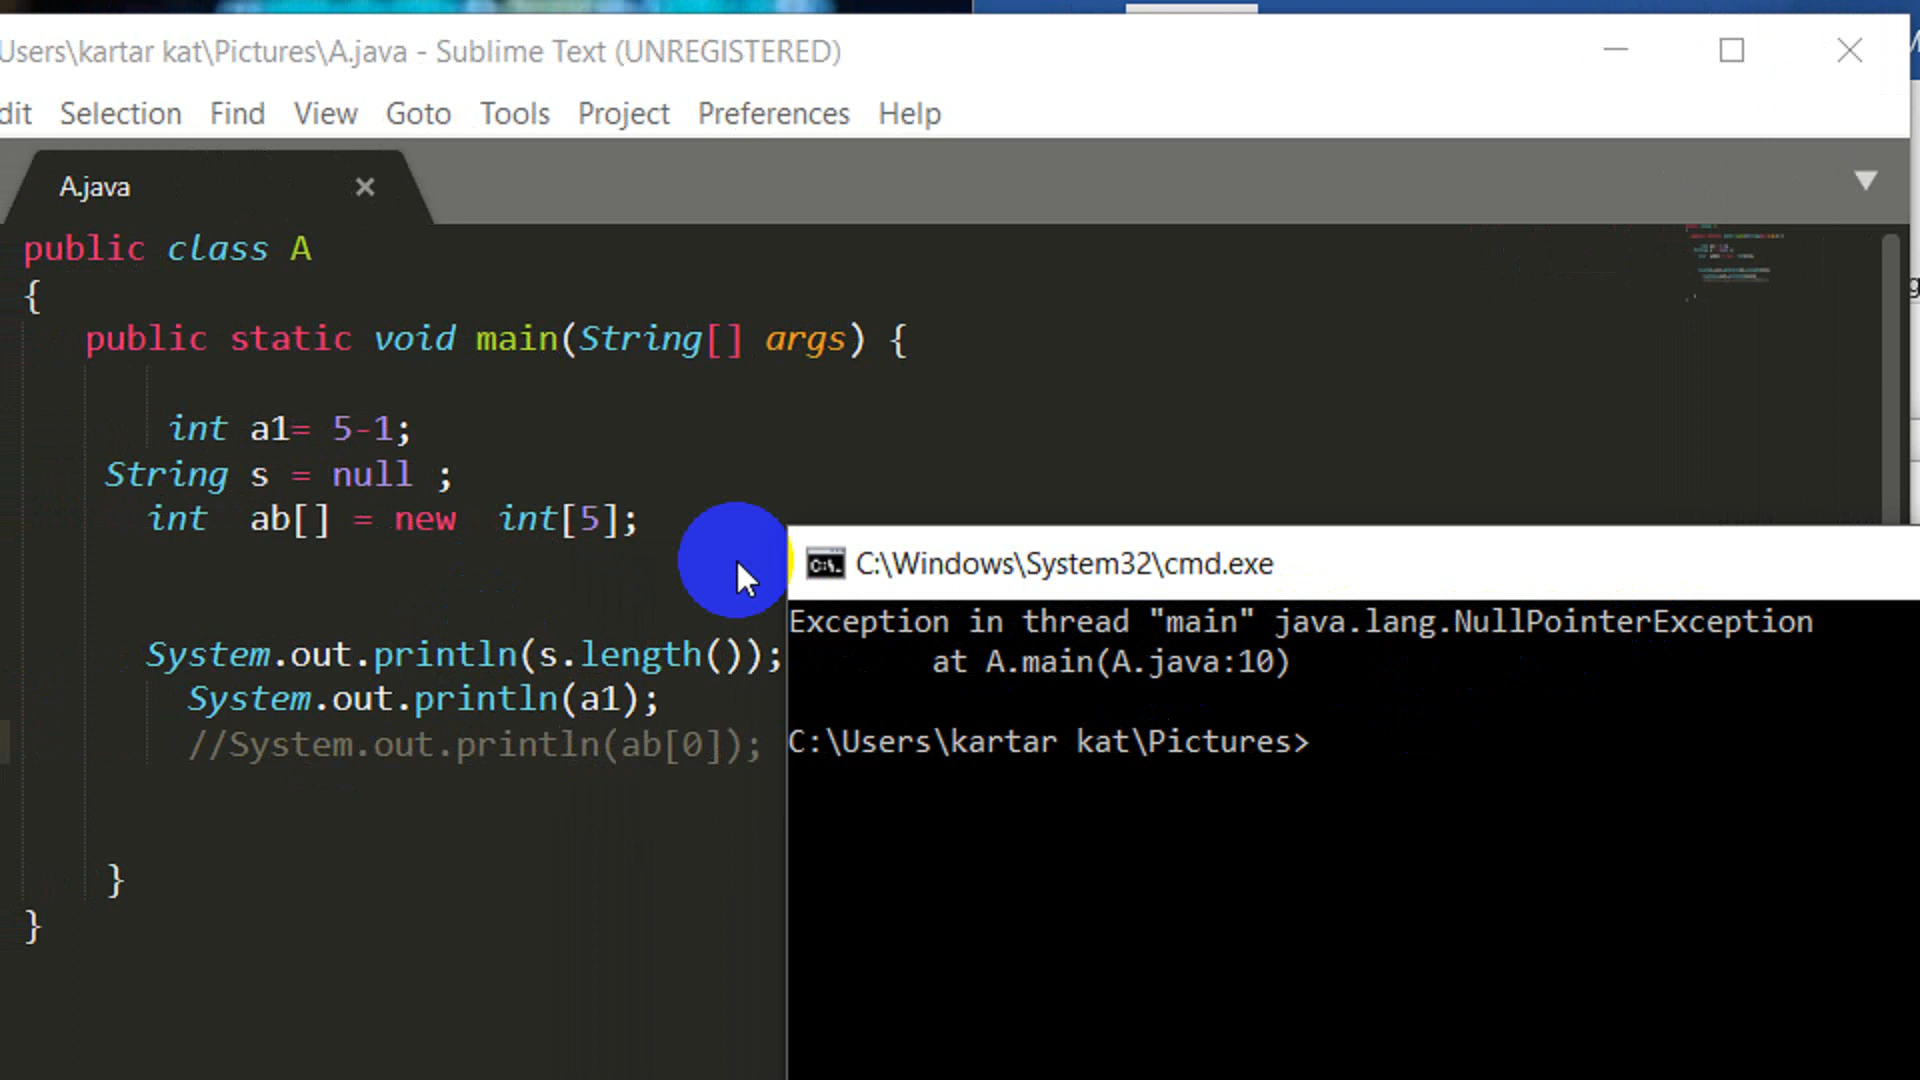 Users\kartar kat\Pictures\A.java - Sublime Text (UNREGISTERED)
dit Selection Find View Goto Tools Project Preferences Help
A.java
public class A
{
public static void main(String[] args) {
int a1= 5-1;
String s = null ;
int ab[] = new int[5];
System.out.println(s.length());
System.out.println(a1);
//System.out.println(ab[0]);
}
}
C:\Windows\System32\cmd.exe
Exception in thread "main" java.lang.NullPointerException
at A.main(A.java:10)
C:\Users\kartar kat\Pictures>